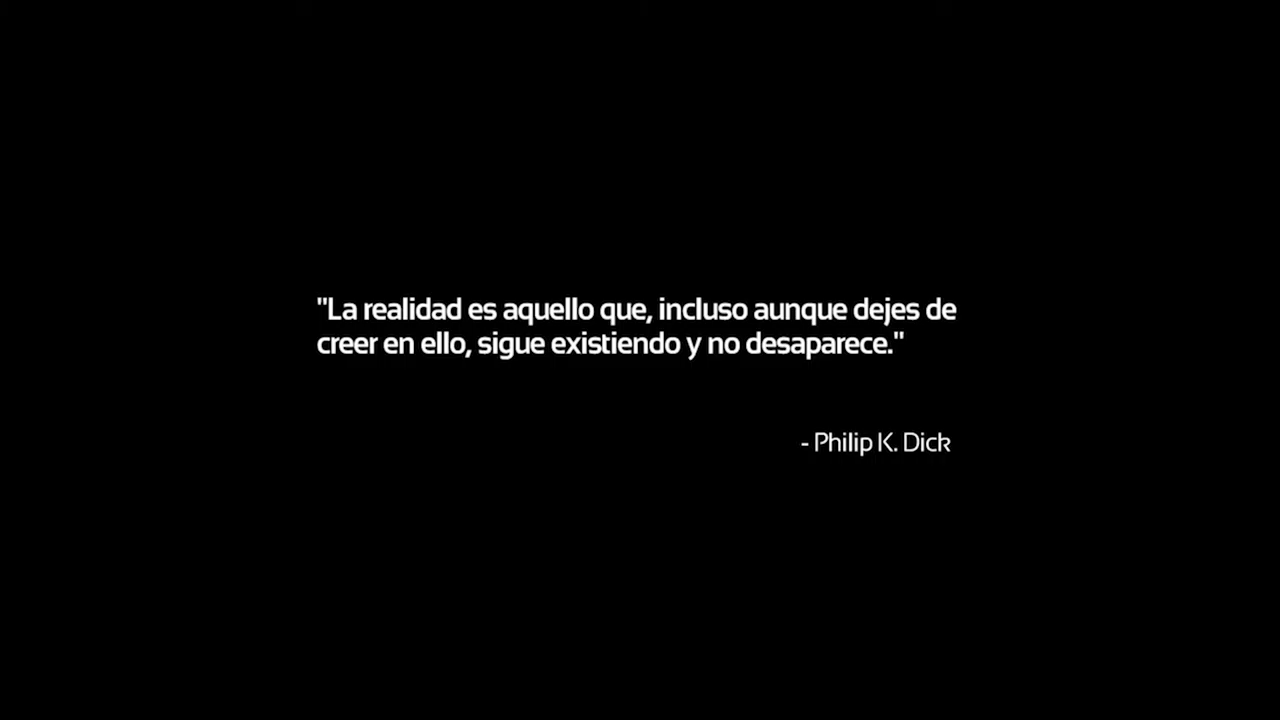 "La realidad es aquello que, incluso aunque dejes de
creer en ello, sigue existiendo y no desaparece."
- Philip K. Dick